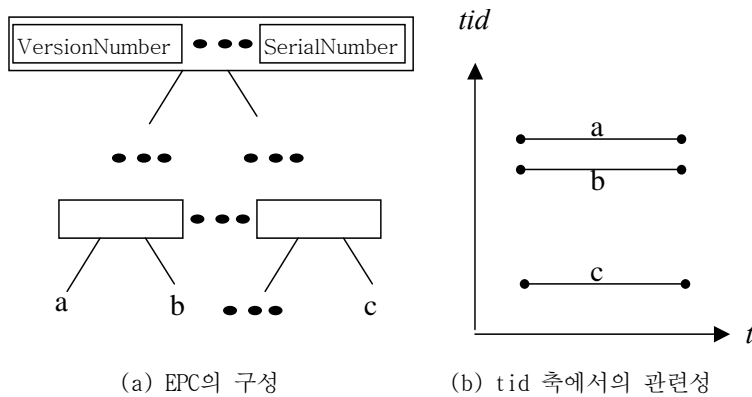 VersionNumber SerialNumber
a b c
(a) EPC의 구성
tid
a
b
c
t
(b) tid 축에서의 관련성